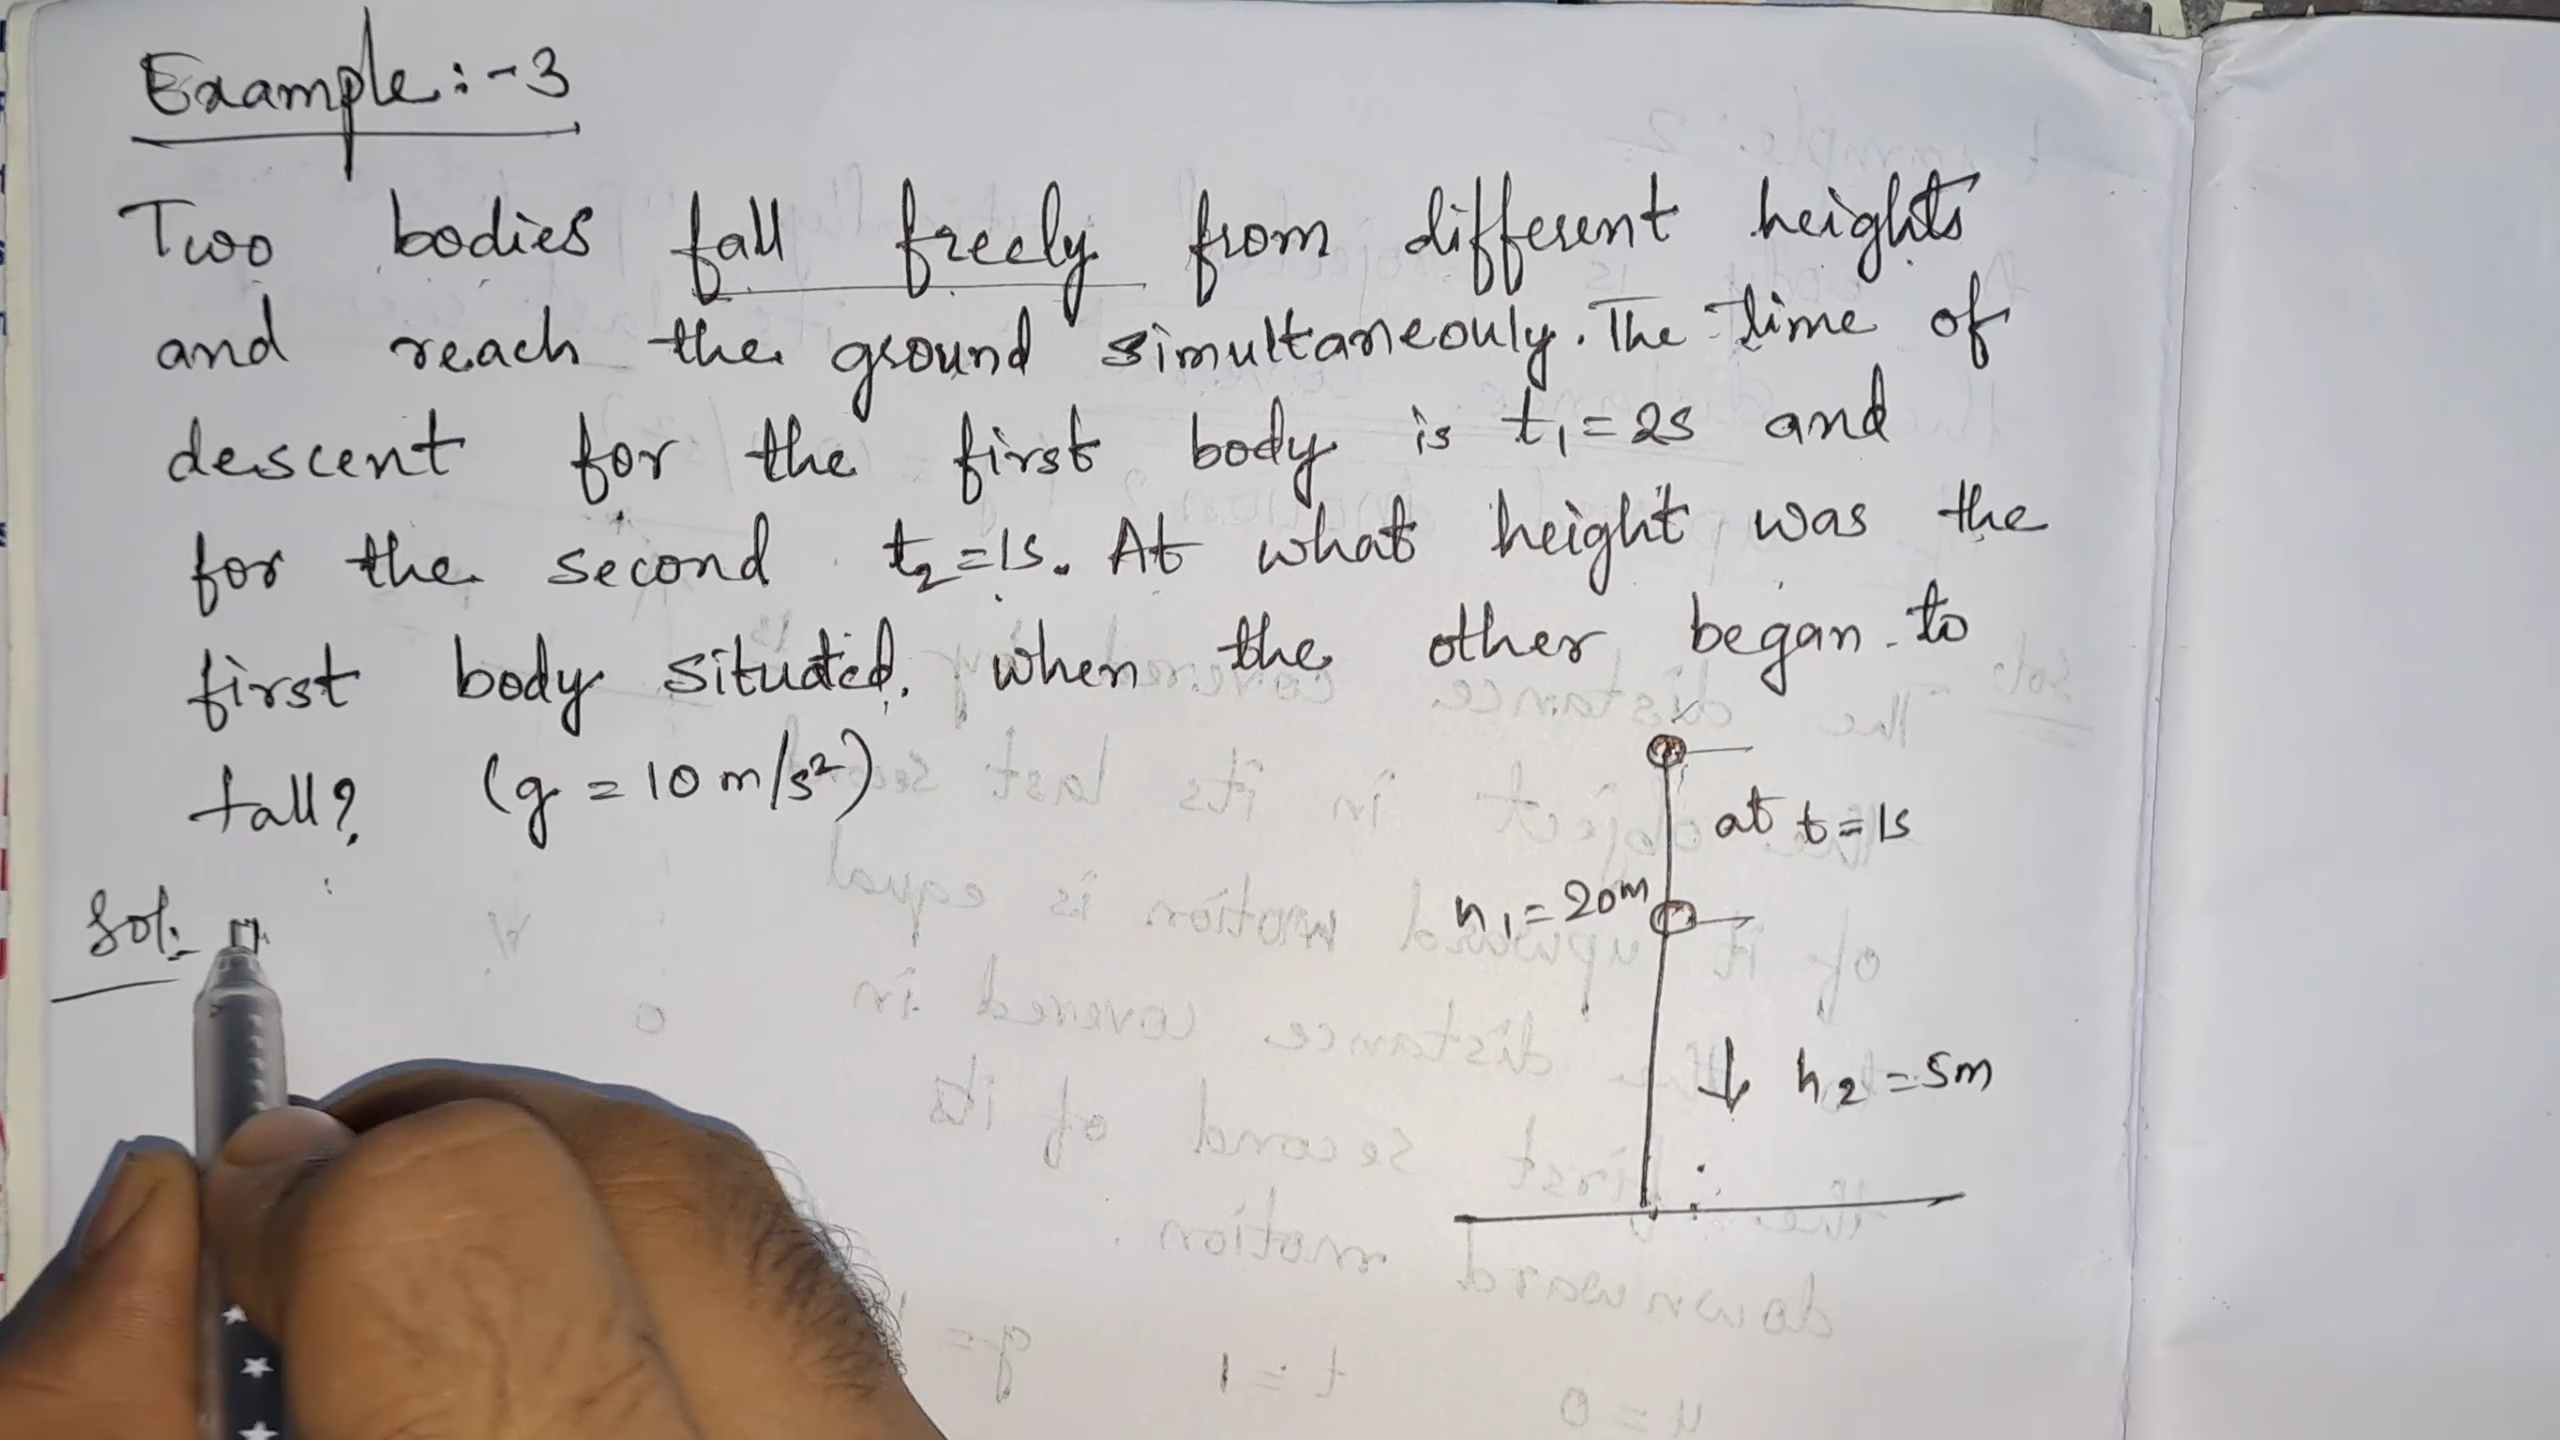 Example:-3
Two bodies fall freely from different heights
and reach the ground simultaneouly. The time of
descent for the first body is t₁=2s and
for the second t₂=1s. At what height was the
first body situated, when the other began to
fall? (g = 10 m/s²)
at t=1s
Sol:-
h₁=20m
h₂=5m